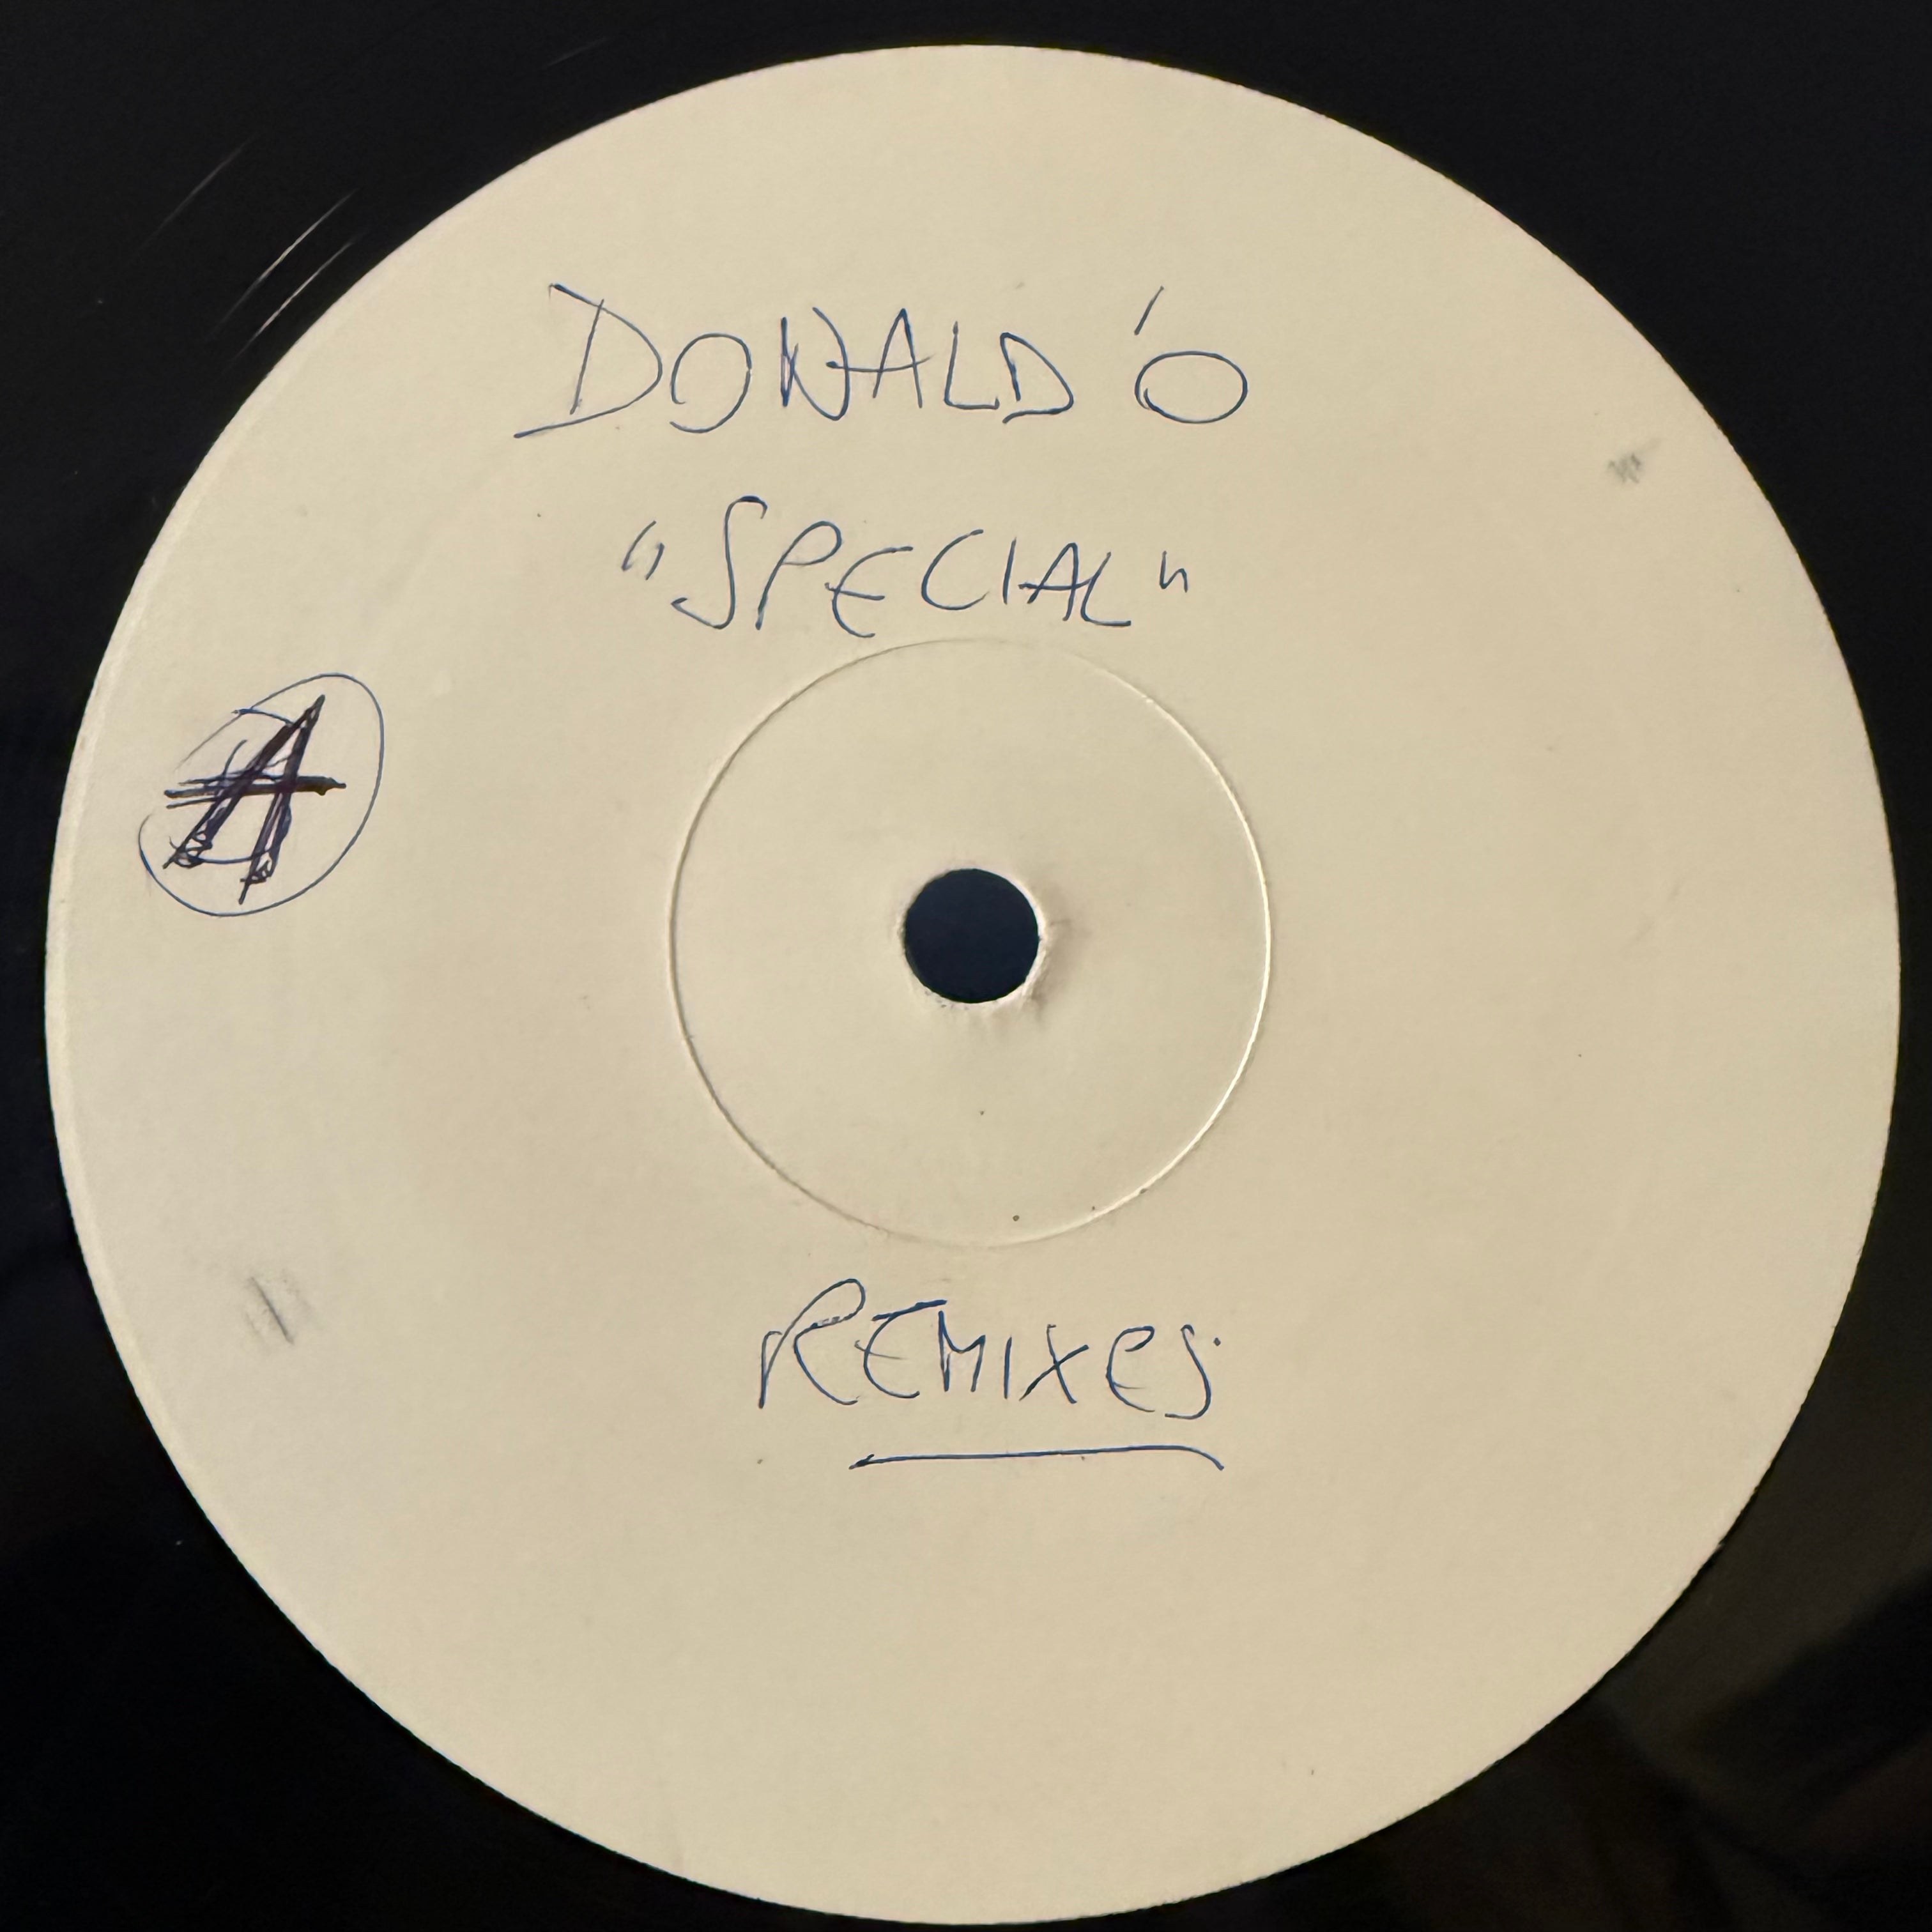 DONALD'O
"SPECIAL"
A
REMIXES